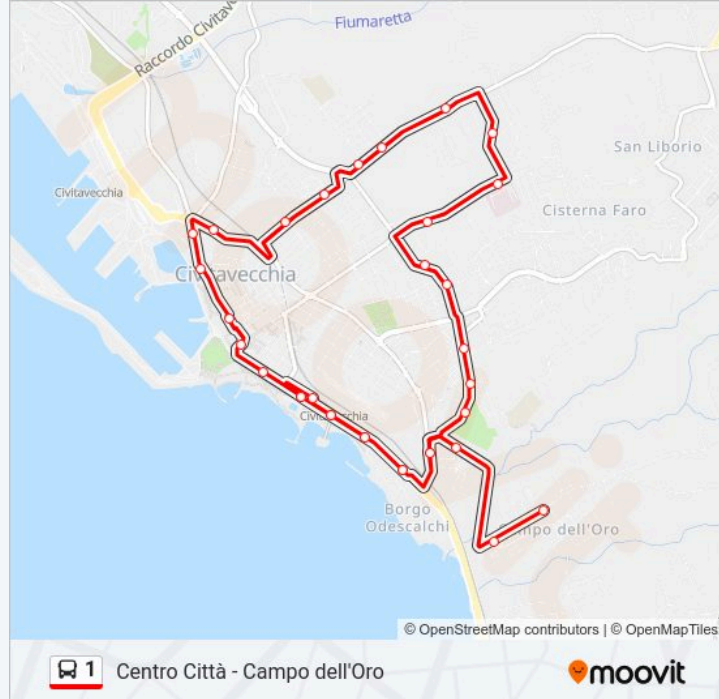 Fiumaretta
Raccordo Civitave
San Liborio
Civitavecchia
Cisterna Faro
Civitavecchia
Civitavecchia
Borgo
Odescalchi
Campo dell'Oro
© OpenStreetMap contributors | © OpenMapTiles
1 Centro Città - Campo dell'Oro moovit